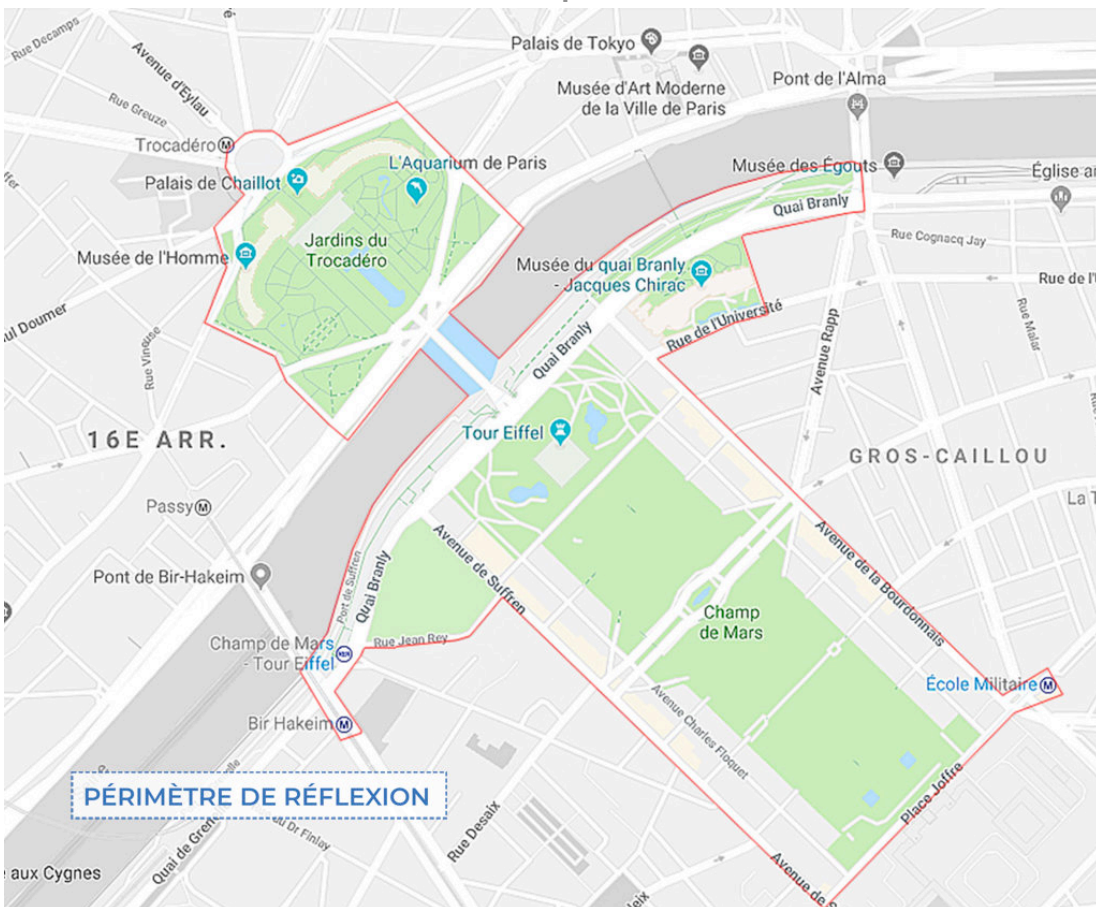 Rue Decamps
Avenue d'Eylau
Rue Greuze
Trocadéro
Palais de Chaillot
L'Aquarium de Paris
Musée de l'Homme
Jardins du
Trocadéro
Palais de Tokyo
Musée d'Art Moderne
de la Ville de Paris
Pont de l'Alma
Musée des Égouts
Église
Quai Branly
Rue Cognacq Jay
Musée du quai Branly
- Jacques Chirac
Rue de l'Université
Rue de l'
Rue Malar
Avenue Rapp
ul Doumer
Rue Vineuse
Quai Branly
16E ARR.
Tour Eiffel
GROS-CAILLOU
Passy
Pont de Bir-Hakeim
Port de Suffren
Quai Branly
Avenue de Suffren
Avenue de la Bourdonnais
Champ
de Mars
Rue Jean Rey
Champ de Mars
- Tour Eiffel
École Militaire
Bir Hakeim
Avenue Charles Floquet
Place Joffre
PÉRIMÈTRE DE RÉFLEXION
Rue Desaix
du Dr Finlay
Quai de Gren
aux Cygnes